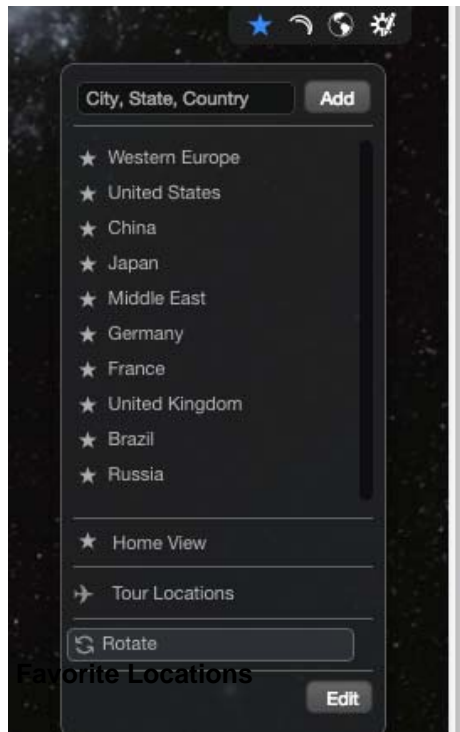 City, State, Country Add
Western Europe
United States
China
Japan
Middle East
Germany
France
United Kingdom
Brazil
Russia
Home View
Tour Locations
Rotate
Favorite Locations
Edit